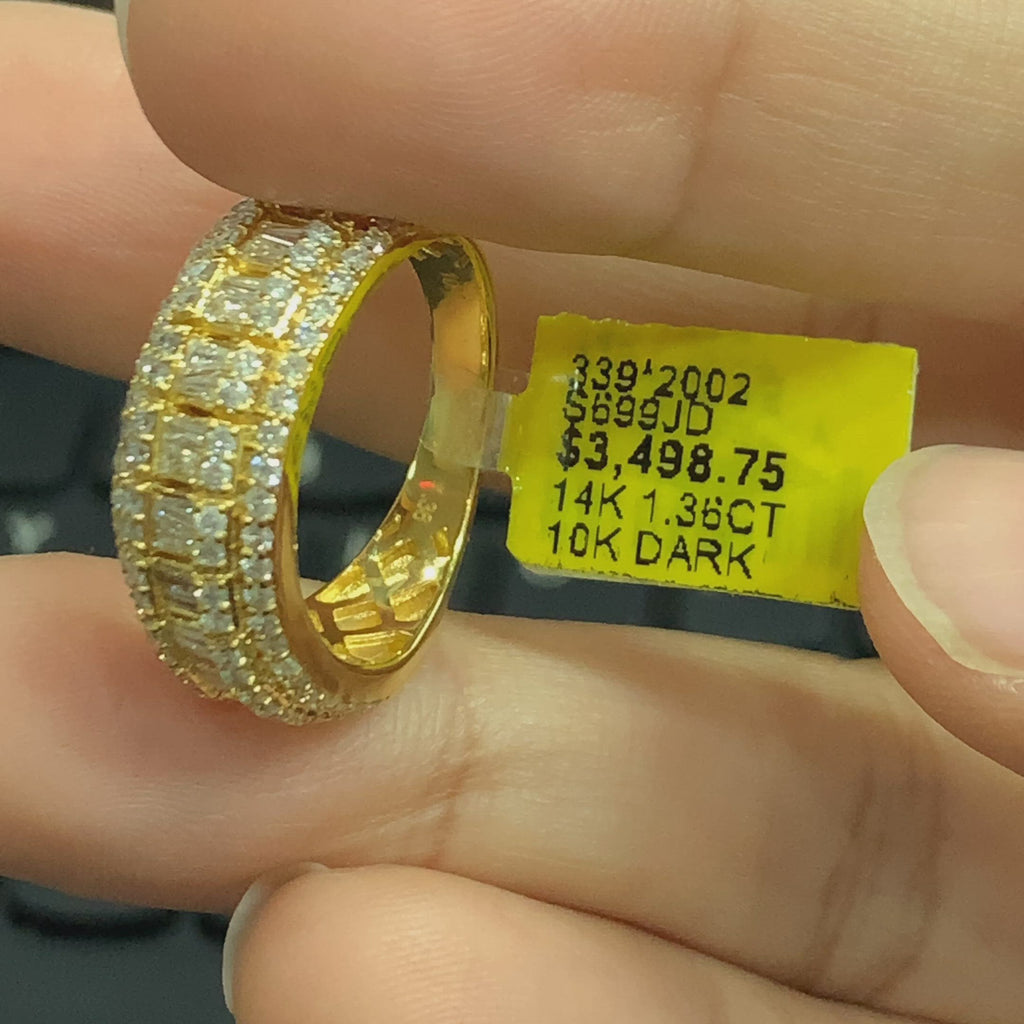 339'2002
S699JD
$3,498.75
14K 1.36CT
10K DARK